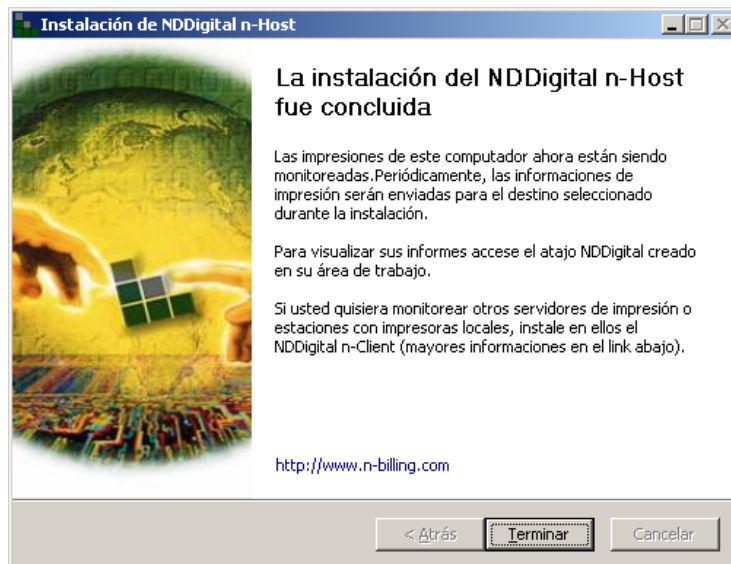 Instalación de NDDigital n-Host
La instalación del NDDigital n-Host
fue concluida
Las impresiones de este computador ahora están siendo
monitoreadas.Periódicamente, las informaciones de
impresión serán enviadas para el destino seleccionado
durante la instalación.
Para visualizar sus informes accese el atajo NDDigital creado
en su área de trabajo.
Si usted quisiera monitorear otros servidores de impresión o
estaciones con impresoras locales, instale en ellos el
NDDigital n-Client (mayores informaciones en el link abajo).
http://www.n-billing.com
< Atrás Terminar Cancelar